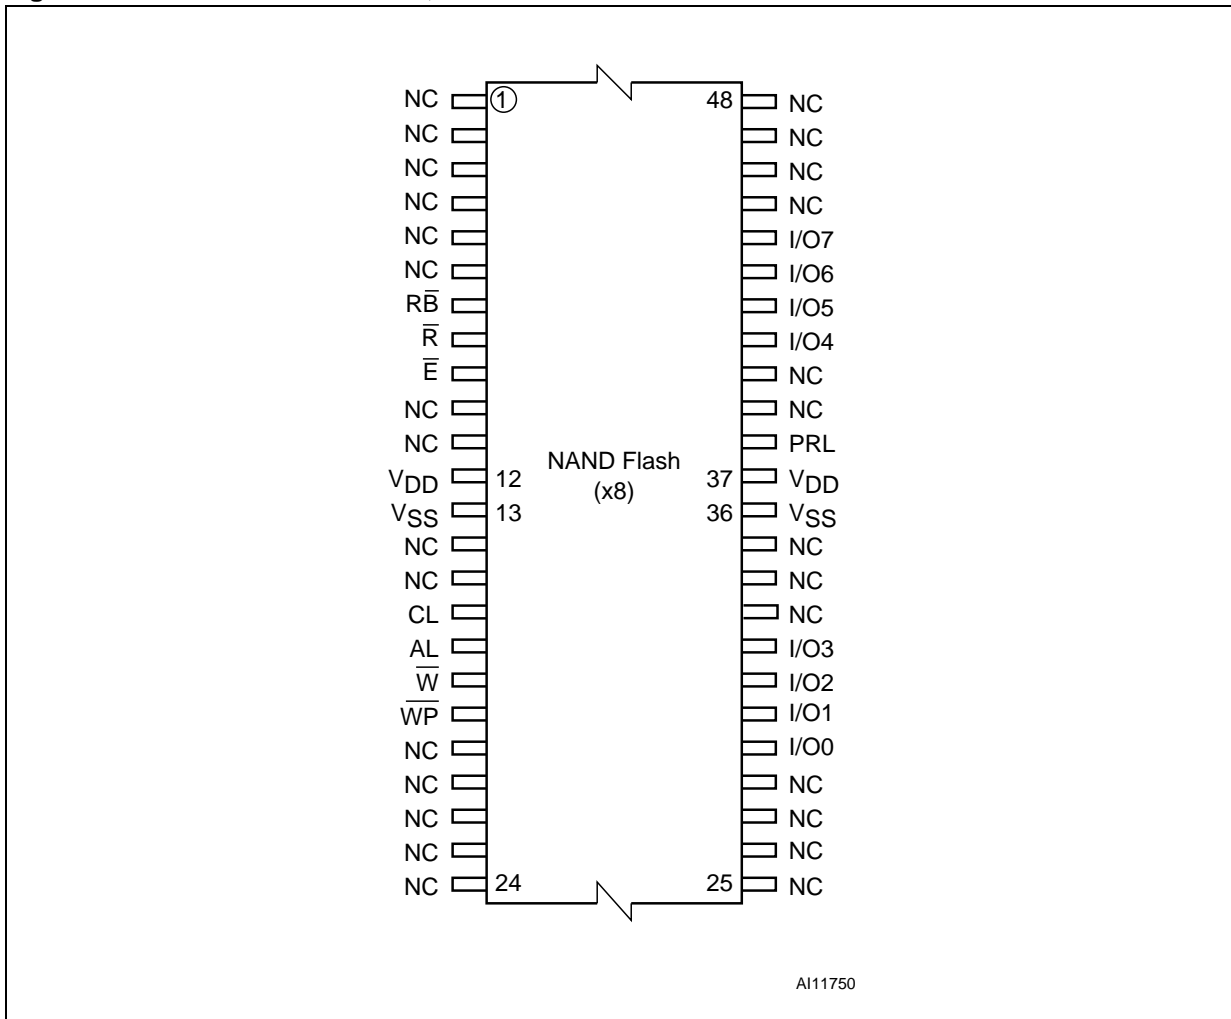 NC 1 48 NC
NC NC
NC NC
NC NC
NC I/O7
NC I/O6
RB̅ I/O5
R̅ I/O4
E̅ NC
NC NC
NC PRL
NAND Flash
VDD 12 37 VDD
(x8)
VSS 13 36 VSS
NC NC
NC NC
CL NC
AL I/O3
W̅ I/O2
W̅P̅ I/O1
NC I/O0
NC NC
NC NC
NC NC
NC 24 25 NC
AI11750